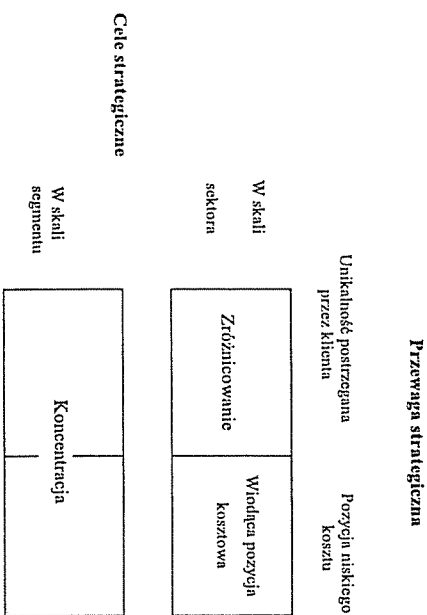 Przewaga strategiczna
Unikalność postrzegana
przez klienta
Pozycja niskiego
kosztu
Cele strategiczne
W skali
sektora
Zróżnicowanie
Wiodąca pozycja
kosztowa
W skali
segmentu
Koncentracja